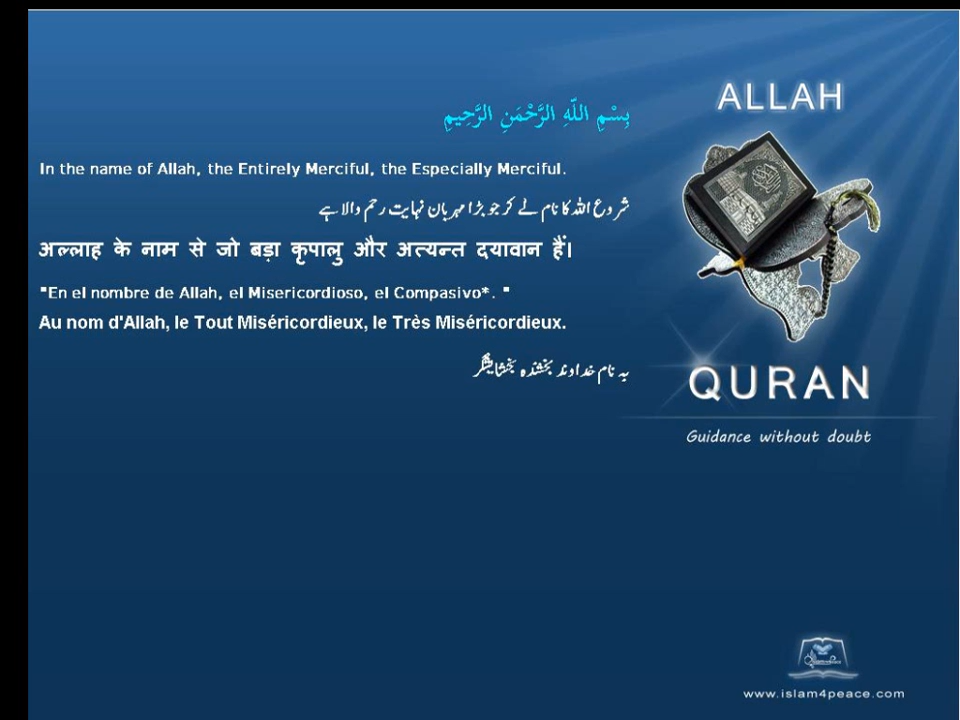 بِسْمِ اللّهِ الرَّحْمَنِ الرَّحِيمِ
In the name of Allah, the Entirely Merciful, the Especially Merciful.
شروع الله کا نام لے کر جو بڑا مہربان نہایت رحم والا ہے
अल्लाह के नाम से जो बड़ा कृपालु और अत्यन्त दयावान हैं।
"En el nombre de Allah, el Misericordioso, el Compasivo*. "
Au nom d'Allah, le Tout Miséricordieux, le Très Miséricordieux.
به نام خداوند بخشنده بخشایشگر
ALLAH
QURAN
Guidance without doubt
www.islam4peace.com